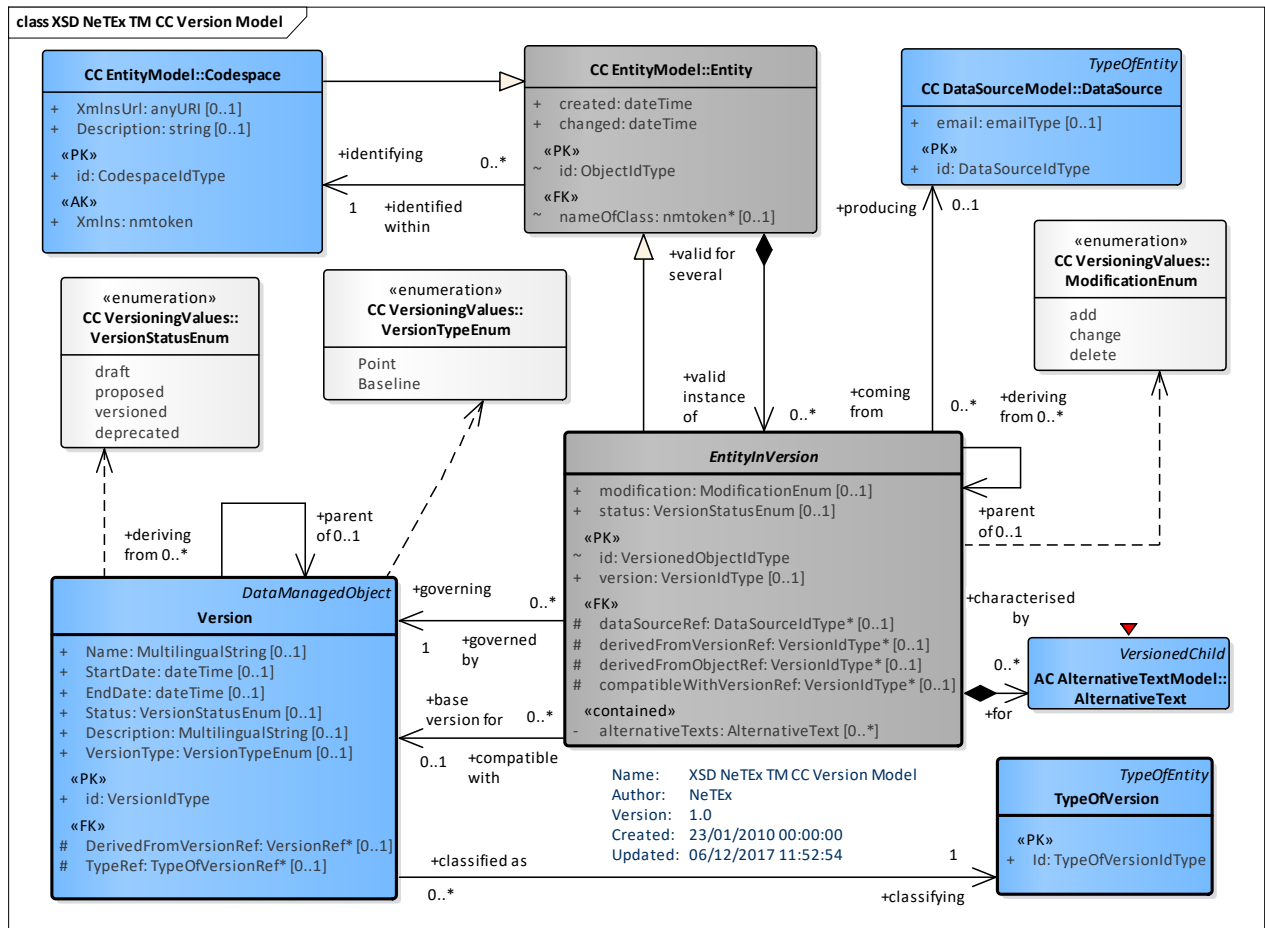 class XSD NeTEx TM CC Version Model
CC EntityModel::Codespace
+ XmlnsUrl: anyURI [0..1]
+ Description: string [0..1]
«PK»
+ id: CodespaceIdType
«AK»
+ Xmlns: nmtoken
CC EntityModel::Entity
+ created: dateTime
+ changed: dateTime
«PK»
~ id: ObjectIdType
«FK»
~ nameOfClass: nmtoken* [0..1]
TypeOfEntity
CC DataSourceModel::DataSource
+ email: emailType [0..1]
«PK»
+ id: DataSourceIdType
+identifying
0..*
1
+identified
within
+producing
0..1
+valid for
several
«enumeration»
CC VersioningValues::
ModificationEnum
add
change
delete
«enumeration»
CC VersioningValues::
VersionStatusEnum
draft
proposed
versioned
deprecated
«enumeration»
CC VersioningValues::
VersionTypeEnum
Point
Baseline
+valid
instance
of
0..*
+coming
from
0..*
+deriving
from 0..*
EntityInVersion
+ modification: ModificationEnum [0..1]
+ status: VersionStatusEnum [0..1]
«PK»
~ id: VersionedObjectIdType
+ version: VersionIdType [0..1]
«FK»
# dataSourceRef: DataSourceIdType* [0..1]
# derivedFromVersionRef: VersionIdType* [0..1]
# derivedFromObjectRef: VersionIdType* [0..1]
# compatibleWithVersionRef: VersionIdType* [0..1]
«contained»
- alternativeTexts: AlternativeText [0..*]
+parent
of 0..1
+deriving
from 0..*
+parent
of 0..1
DataManagedObject
Version
+ Name: MultilingualString [0..1]
+ StartDate: dateTime [0..1]
+ EndDate: dateTime [0..1]
+ Status: VersionStatusEnum [0..1]
+ Description: MultilingualString [0..1]
+ VersionType: VersionTypeEnum [0..1]
«PK»
+ id: VersionIdType
«FK»
# DerivedFromVersionRef: VersionRef* [0..1]
# TypeRef: TypeOfVersionRef* [0..1]
+governing
0..*
1
+governed
by
+base
version for
0..*
0..1
+compatible
with
+characterised
by
0..*
+for
VersionedChild
AC AlternativeTextModel::
AlternativeText
Name: XSD NeTEx TM CC Version Model
Author: NeTEx
Version: 1.0
Created: 23/01/2010 00:00:00
Updated: 06/12/2017 11:52:54
TypeOfEntity
TypeOfVersion
«PK»
+ Id: TypeOfVersionIdType
+classified as
0..*
1
+classifying